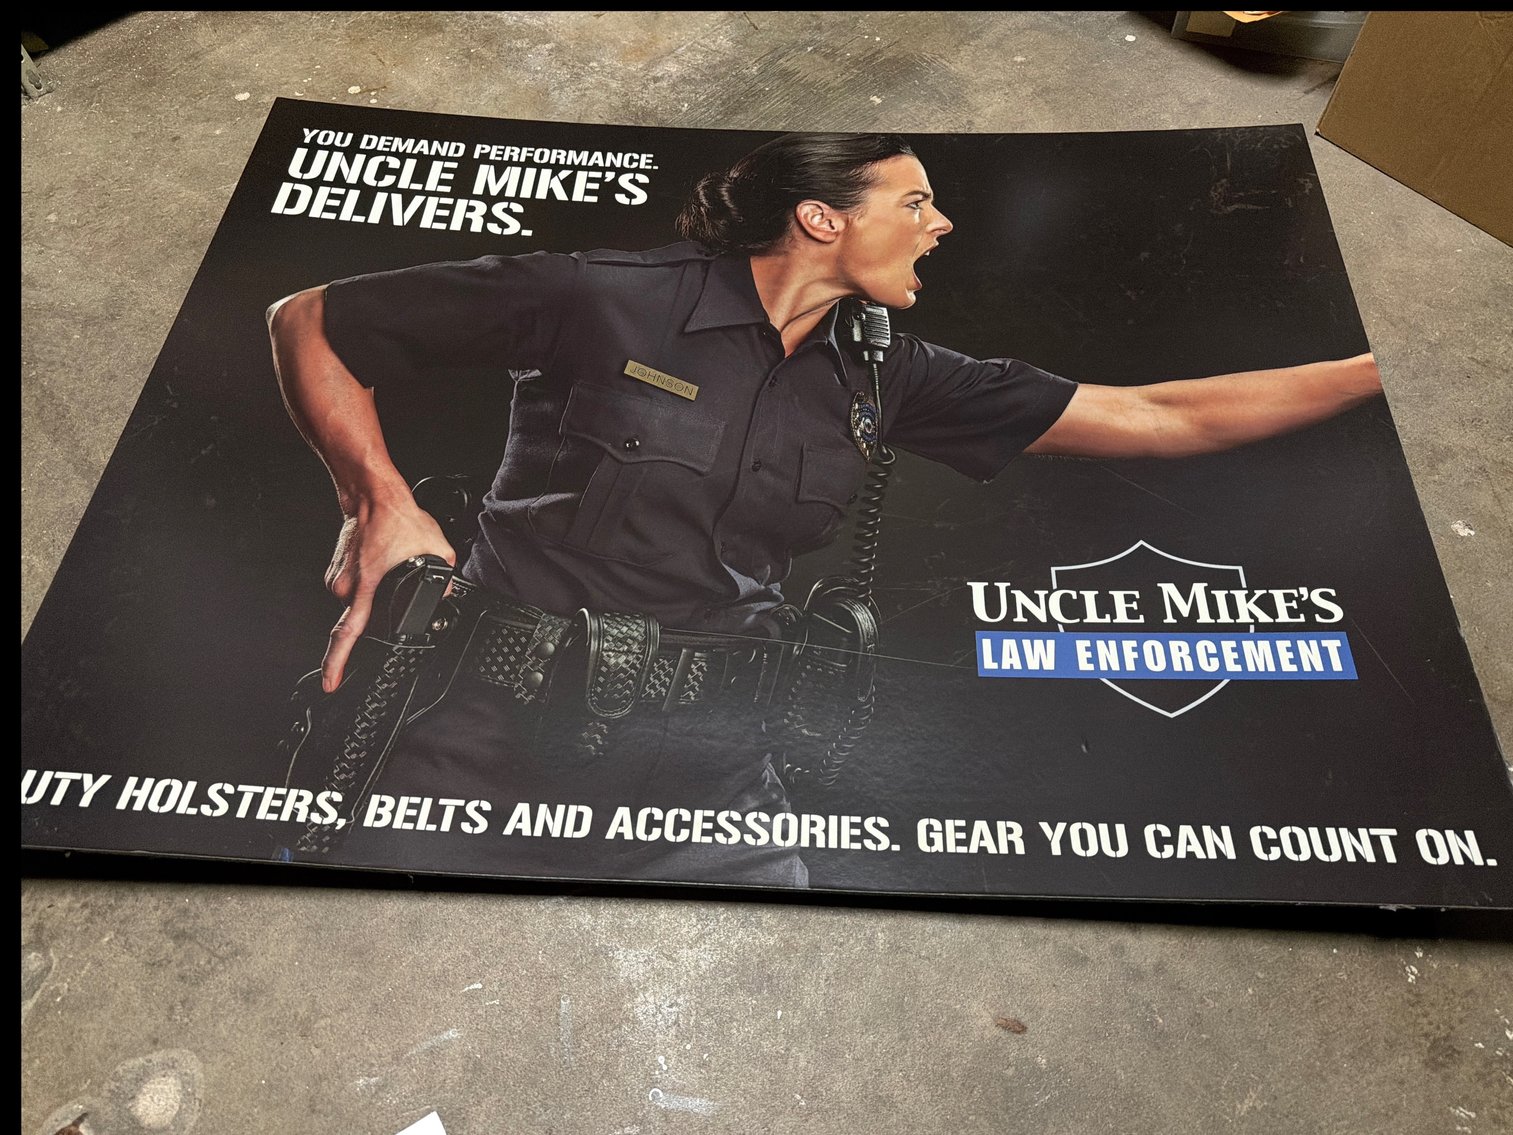 YOU DEMAND PERFORMANCE.
UNCLE MIKE'S
DELIVERS.
JOHNSON
UNCLE MIKE'S
LAW ENFORCEMENT
UTY HOLSTERS, BELTS AND ACCESSORIES. GEAR YOU CAN COUNT ON.